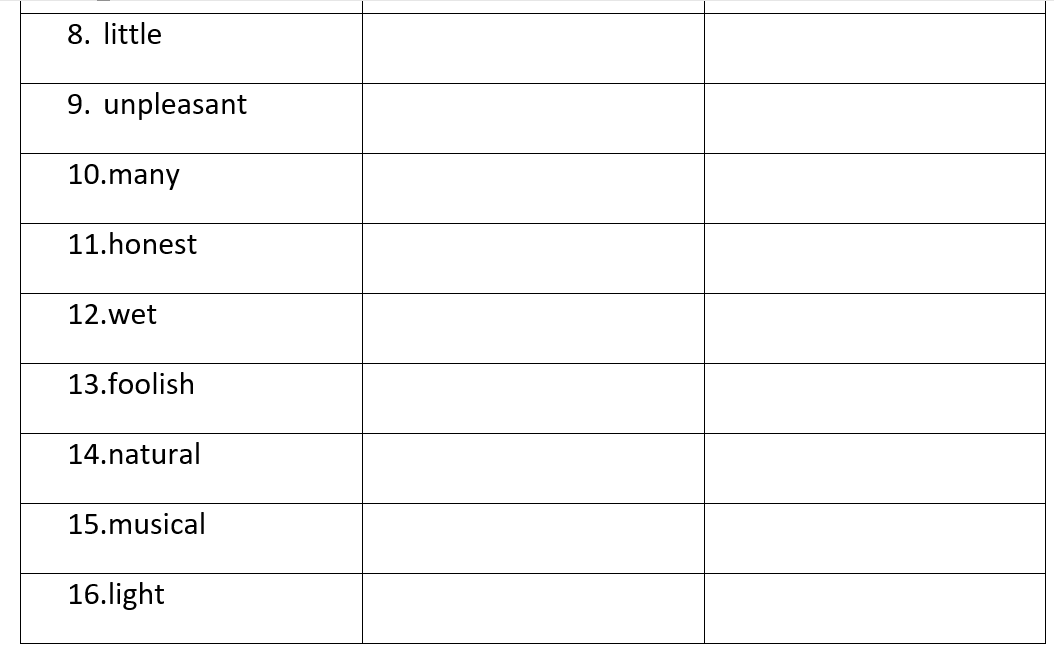 8. little
9. unpleasant
10.many
11.honest
12.wet
13.foolish
14.natural
15.musical
16.light